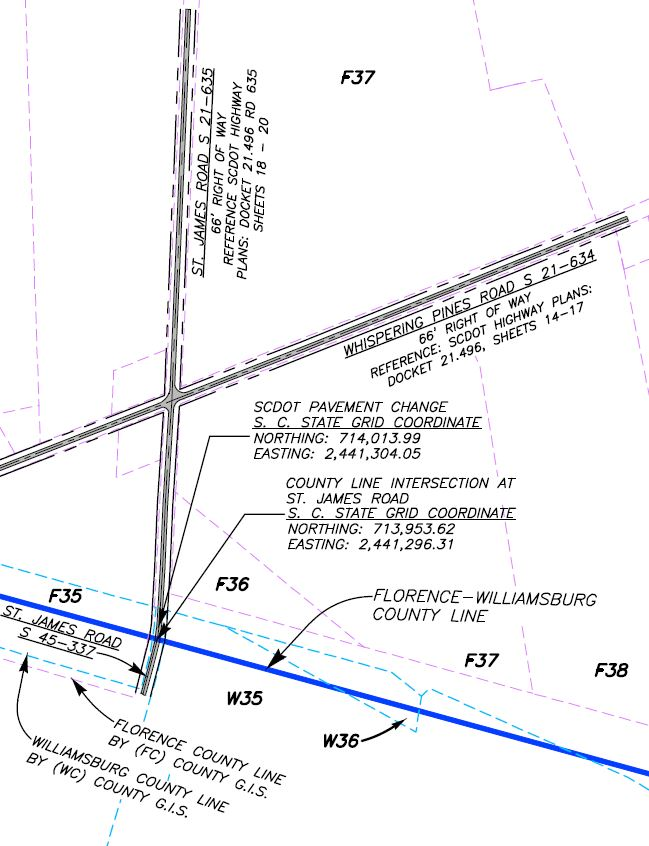 F37
ST. JAMES ROAD S 21-635
66' RIGHT OF WAY
REFERENCE SCDOT HIGHWAY
PLANS: DOCKET 21.496 RD 635
SHEETS 18 - 20
WHISPERING PINES ROAD S 21-634
66' RIGHT OF WAY
REFERENCE: SCDOT HIGHWAY PLANS:
DOCKET 21.496, SHEETS 14-17
SCDOT PAVEMENT CHANGE
S. C. STATE GRID COORDINATE
NORTHING: 714,013.99
EASTING: 2,441,304.05
COUNTY LINE INTERSECTION AT
ST. JAMES ROAD
S. C. STATE GRID COORDINATE
NORTHING: 713,953.62
EASTING: 2,441,296.31
F35
F36
FLORENCE-WILLIAMSBURG
COUNTY LINE
ST. JAMES ROAD
S 45-337
F37
F38
W35
W36
FLORENCE COUNTY LINE
BY (FC) COUNTY G.I.S.
WILLIAMSBURG COUNTY LINE
BY (WC) COUNTY G.I.S.